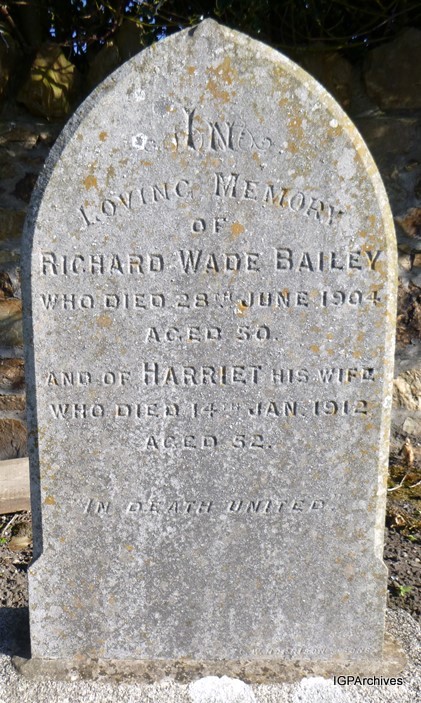 IN
LOVING MEMORY
OF
RICHARD WADE BAILEY
WHO DIED 28TH JUNE 1904
AGED 50.
AND OF HARRIET HIS WIFE
WHO DIED 14TH JAN. 1912
AGED 52.
"IN DEATH UNITED."
IGPArchives